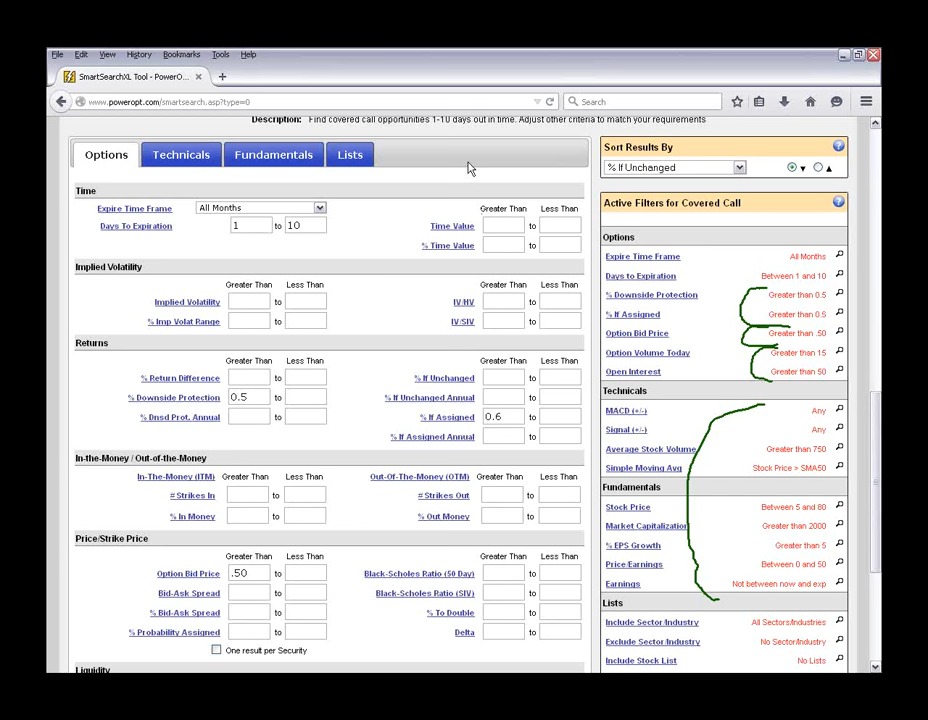 File Edit View History Bookmarks Tools Help
SmartSearchXL Tool - PowerO... × +
www.poweropt.com/smartsearch.asp?type=0 Search
Description: Find covered call opportunities 1-10 days out in time. Adjust other criteria to match your requirements
Options Technicals Fundamentals Lists
Time
Expire Time Frame All Months Greater Than Less Than
Days To Expiration 1 to 10 Time Value to
% Time Value to
Implied Volatility
Greater Than Less Than Greater Than Less Than
Implied Volatility to IV/HV to
% Imp Volat Range to IV/SIV to
Returns
Greater Than Less Than Greater Than Less Than
% Return Difference to % If Unchanged to
% Downside Protection 0.5 to % If Unchanged Annual to
% Dnsd Prot. Annual to % If Assigned 0.6 to
% If Assigned Annual to
In-the-Money / Out-of-the-Money
In-The-Money (ITM) Greater Than Less Than Out-Of-The-Money (OTM) Greater Than Less Than
# Strikes In to # Strikes Out to
% In Money to % Out Money to
Price/Strike Price
Greater Than Less Than Greater Than Less Than
Option Bid Price .50 to Black-Scholes Ratio (50 Day) to
Bid-Ask Spread to Black-Scholes Ratio (SIV) to
% Bid-Ask Spread to % To Double to
% Probability Assigned to Delta to
One result per Security
Liquidity
Sort Results By ?
% If Unchanged
Active Filters for Covered Call ?
Options
Expire Time Frame All Months
Days to Expiration Between 1 and 10
% Downside Protection Greater than 0.5
% If Assigned Greater than 0.5
Option Bid Price Greater than .50
Option Volume Today Greater than 15
Open Interest Greater than 50
Technicals
MACD (+/-) Any
Signal (+/-) Any
Average Stock Volume Greater than 750
Simple Moving Avg Stock Price > SMA50
Fundamentals
Stock Price Between 5 and 80
Market Capitalization Greater than 2000
% EPS Growth Greater than 5
Price/Earnings Between 0 and 50
Earnings Not between now and exp
Lists
Include Sector/Industry All Sectors/Industries
Exclude Sector/Industry No Sector/Industry
Include Stock List No Lists